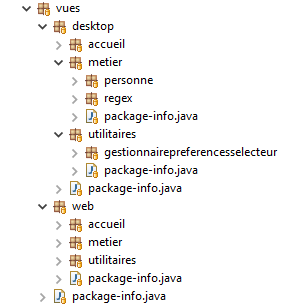 vues
desktop
accueil
metier
personne
regex
package-info.java
utilitaires
gestionnairepreferencesselecteur
package-info.java
package-info.java
web
accueil
metier
utilitaires
package-info.java
package-info.java